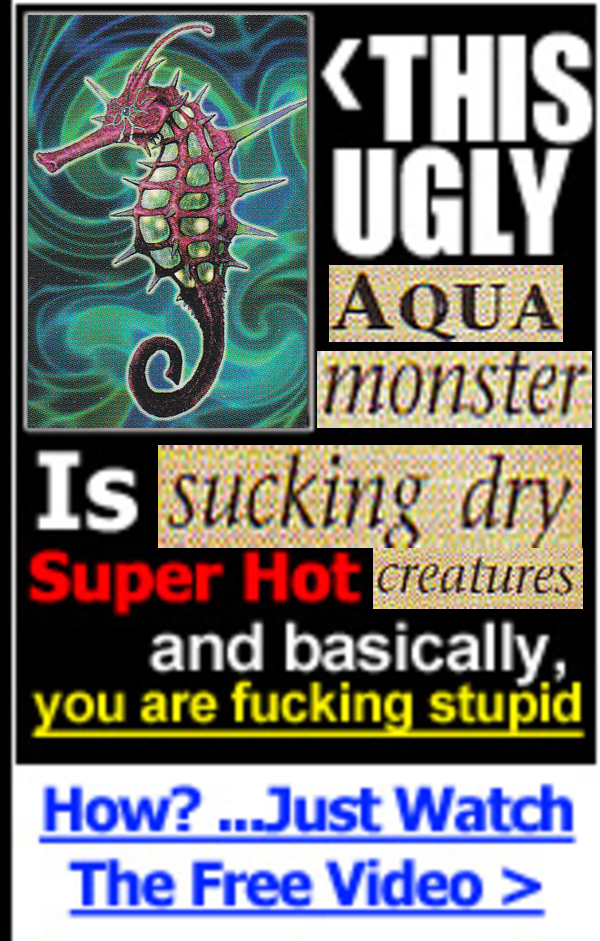 <THIS
UGLY
AQUA
monster
Is sucking dry
Super Hot creatures
and basically,
you are fucking stupid
How? ...Just Watch
The Free Video >